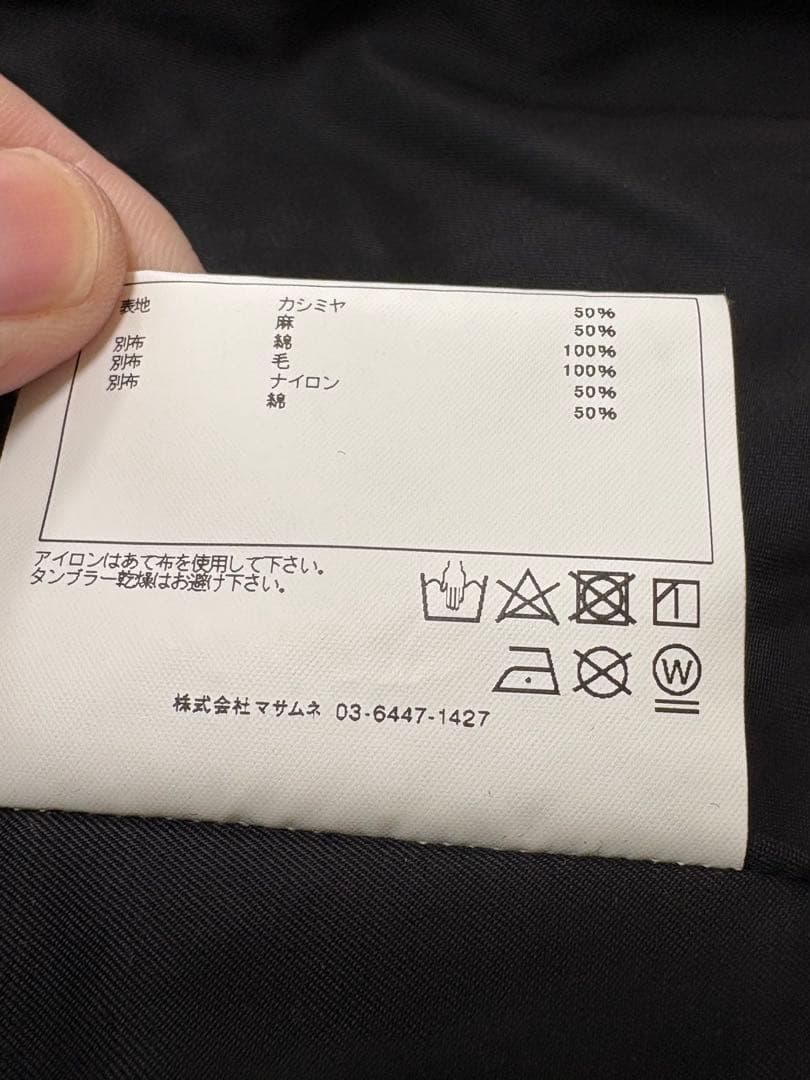 表地 カシミヤ 50%
麻 50%
別布 綿 100%
別布 毛 100%
別布 ナイロン 50%
綿 50%
アイロンはあて布を使用して下さい。
タンブラー乾燥はお避け下さい。
W
株式会社マサムネ 03-6447-1427